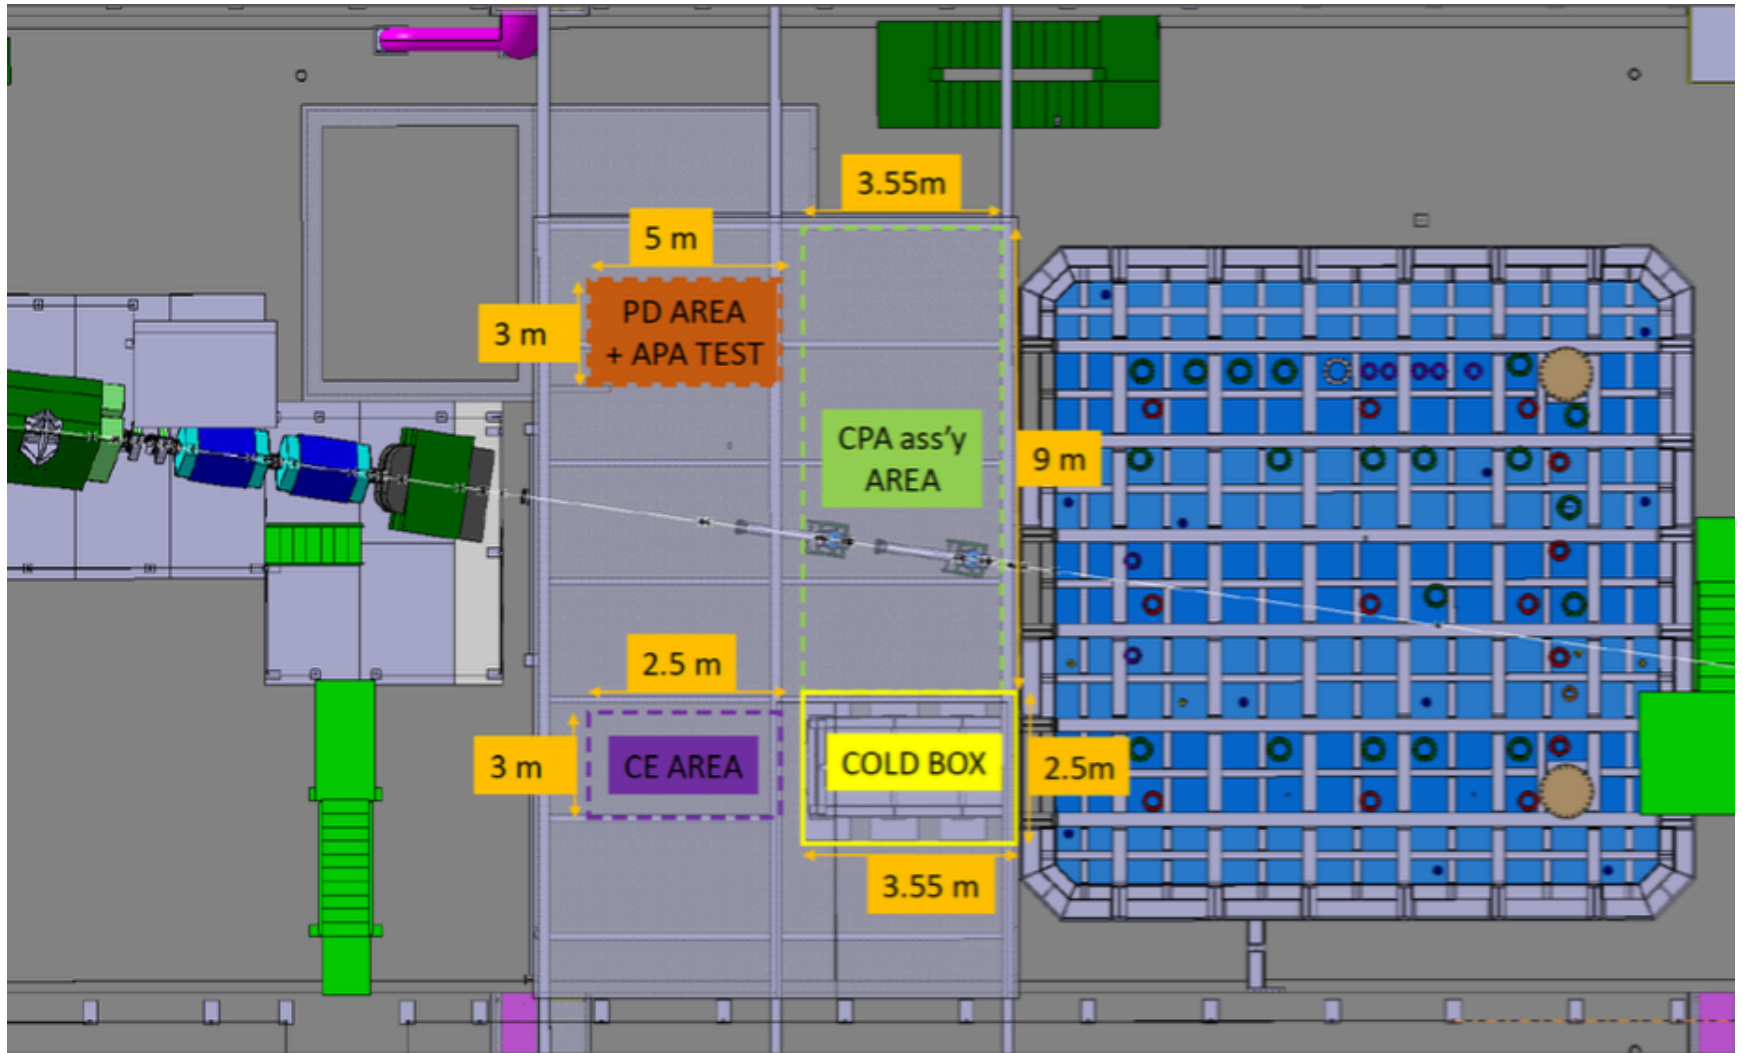 3.55m
5 m
3 m
PD AREA
+ APA TEST
CPA ass'y
AREA
9 m
2.5 m
3 m
CE AREA
COLD BOX
2.5m
3.55 m